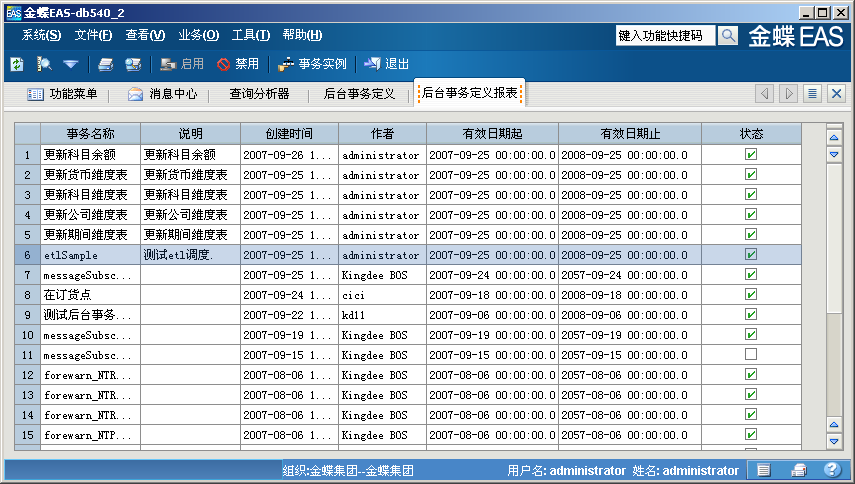 EAS 金蝶EAS-db540_2
系统(S) 文件(F) 查看(V) 业务(O) 工具(T) 帮助(H) 键入功能快捷码 金蝶 EAS
启用 禁用 事务实例 退出
功能菜单 消息中心 查询分析器 后台事务定义 后台事务定义报表
事务名称 说明 创建时间 作者 有效日期起 有效日期止 状态
1 更新科目余额 更新科目余额 2007-09-26 1... administrator 2007-09-25 00:00:00.0 2008-09-25 00:00:00.0
2 更新货币维度表 更新货币维度表 2007-09-25 1... administrator 2007-09-25 00:00:00.0 2008-09-25 00:00:00.0
3 更新科目维度表 更新科目维度表 2007-09-25 1... administrator 2007-09-25 00:00:00.0 2008-09-25 00:00:00.0
4 更新公司维度表 更新公司维度表 2007-09-25 1... administrator 2007-09-25 00:00:00.0 2008-09-25 00:00:00.0
5 更新期间维度表 更新期间维度表 2007-09-25 1... administrator 2007-09-25 00:00:00.0 2008-09-25 00:00:00.0
6 etlSample 测试etl调度. 2007-09-25 1... administrator 2007-09-25 00:00:00.0 2008-09-25 00:00:00.0
7 messageSubsc... 2007-09-25 1... Kingdee BOS 2007-09-24 00:00:00.0 2057-09-24 00:00:00.0
8 在订货点 2007-09-24 1... cici 2007-09-18 00:00:00.0 2008-09-18 00:00:00.0
9 测试后台事务... 2007-09-22 1... kd11 2007-09-06 00:00:00.0 2008-09-06 00:00:00.0
10 messageSubsc... 2007-09-19 1... Kingdee BOS 2007-09-19 00:00:00.0 2057-09-19 00:00:00.0
11 messageSubsc... 2007-09-15 1... Kingdee BOS 2007-09-15 00:00:00.0 2057-09-15 00:00:00.0
12 forewarn_NTR... 2007-08-06 1... Kingdee BOS 2007-08-06 00:00:00.0 2057-08-06 00:00:00.0
13 forewarn_NTR... 2007-08-06 1... Kingdee BOS 2007-08-06 00:00:00.0 2057-08-06 00:00:00.0
14 forewarn_NTR... 2007-08-06 1... Kingdee BOS 2007-08-06 00:00:00.0 2057-08-06 00:00:00.0
15 forewarn_NTP... 2007-08-06 1... Kingdee BOS 2007-08-06 00:00:00.0 2057-08-06 00:00:00.0
组织:金蝶集团--金蝶集团 用户名: administrator 姓名: administrator